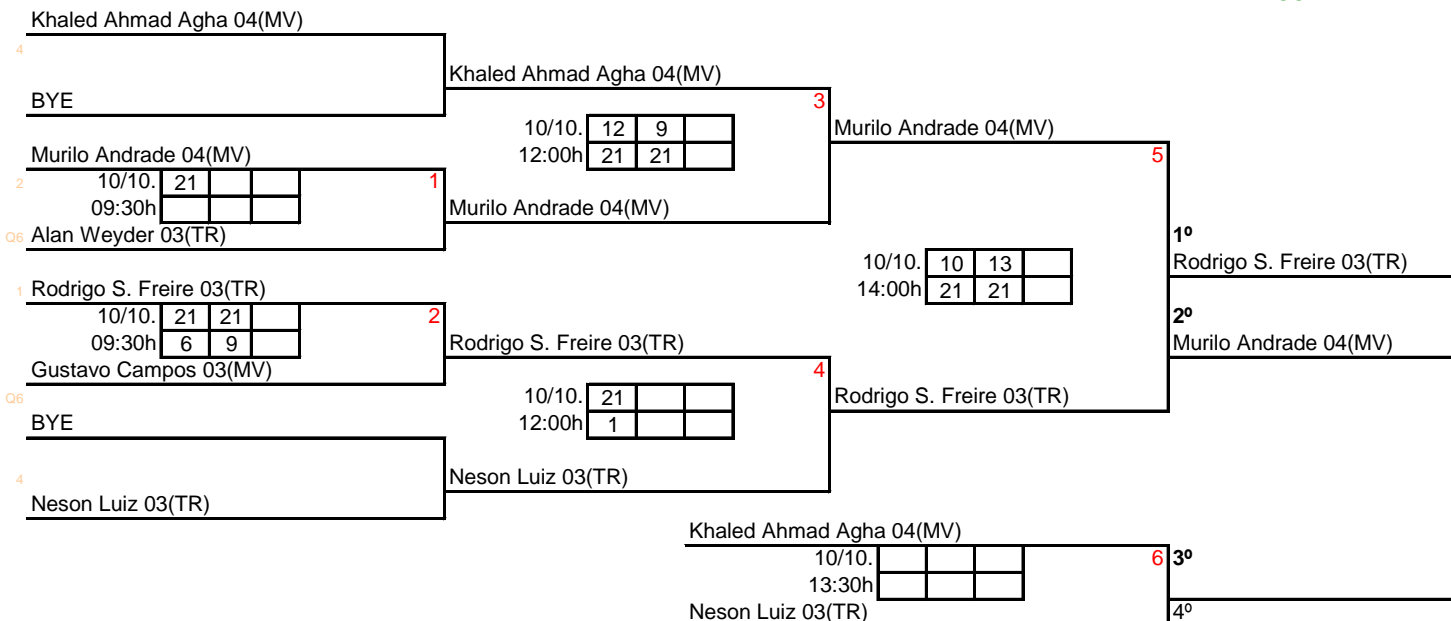 Khaled Ahmad Agha 04(MV)
4
Khaled Ahmad Agha 04(MV)
BYE
3
10/10. 12 9
Murilo Andrade 04(MV)
12:00h 21 21
Murilo Andrade 04(MV)
5
2
10/10. 21
1
09:30h
Murilo Andrade 04(MV)
Q6
Alan Weyder 03(TR)
1º
10/10. 10 13
Rodrigo S. Freire 03(TR)
14:00h 21 21
1
Rodrigo S. Freire 03(TR)
10/10. 21 21
2
2º
09:30h 6 9
Rodrigo S. Freire 03(TR)
Murilo Andrade 04(MV)
Gustavo Campos 03(MV)
4
Q6
10/10. 21
Rodrigo S. Freire 03(TR)
BYE
12:00h 1
4
Neson Luiz 03(TR)
Neson Luiz 03(TR)
Khaled Ahmad Agha 04(MV)
10/10.
6
3º
13:30h
Neson Luiz 03(TR)
4º